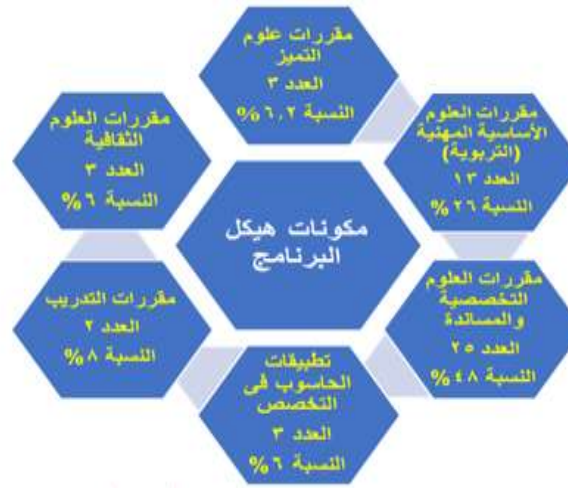 مقررات علوم
التميز
العدد ٣
النسبة ٦,٢%
مقررات العلوم
الأساسية المهنية
(التربوية)
العدد ١٣
النسبة ٢٦%
مقررات العلوم
التخصصية
والمساندة
العدد ٢٥
النسبة ٤٨%
تطبيقات
الحاسوب فى
التخصص
العدد ٣
النسبة ٦%
مقررات التدريب
العدد ٢
النسبة ٨%
مقررات العلوم
الثقافية
العدد ٣
النسبة ٦%
مكونات هيكل
البرنامج